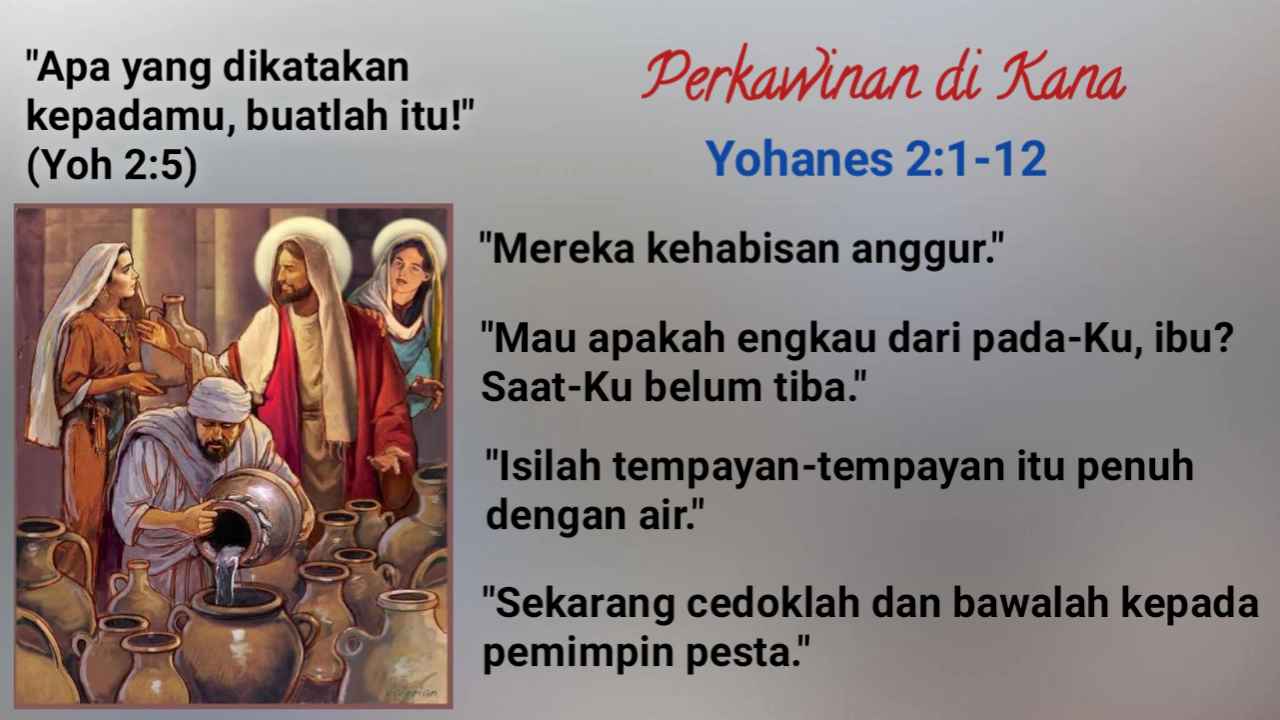 "Apa yang dikatakan
kepadamu, buatlah itu!"
(Yoh 2:5)
Perkawinan di Kana
Yohanes 2:1-12
"Mereka kehabisan anggur."
"Mau apakah engkau dari pada-Ku, ibu?
Saat-Ku belum tiba."
"Isilah tempayan-tempayan itu penuh
dengan air."
"Sekarang cedoklah dan bawalah kepada
pemimpin pesta."